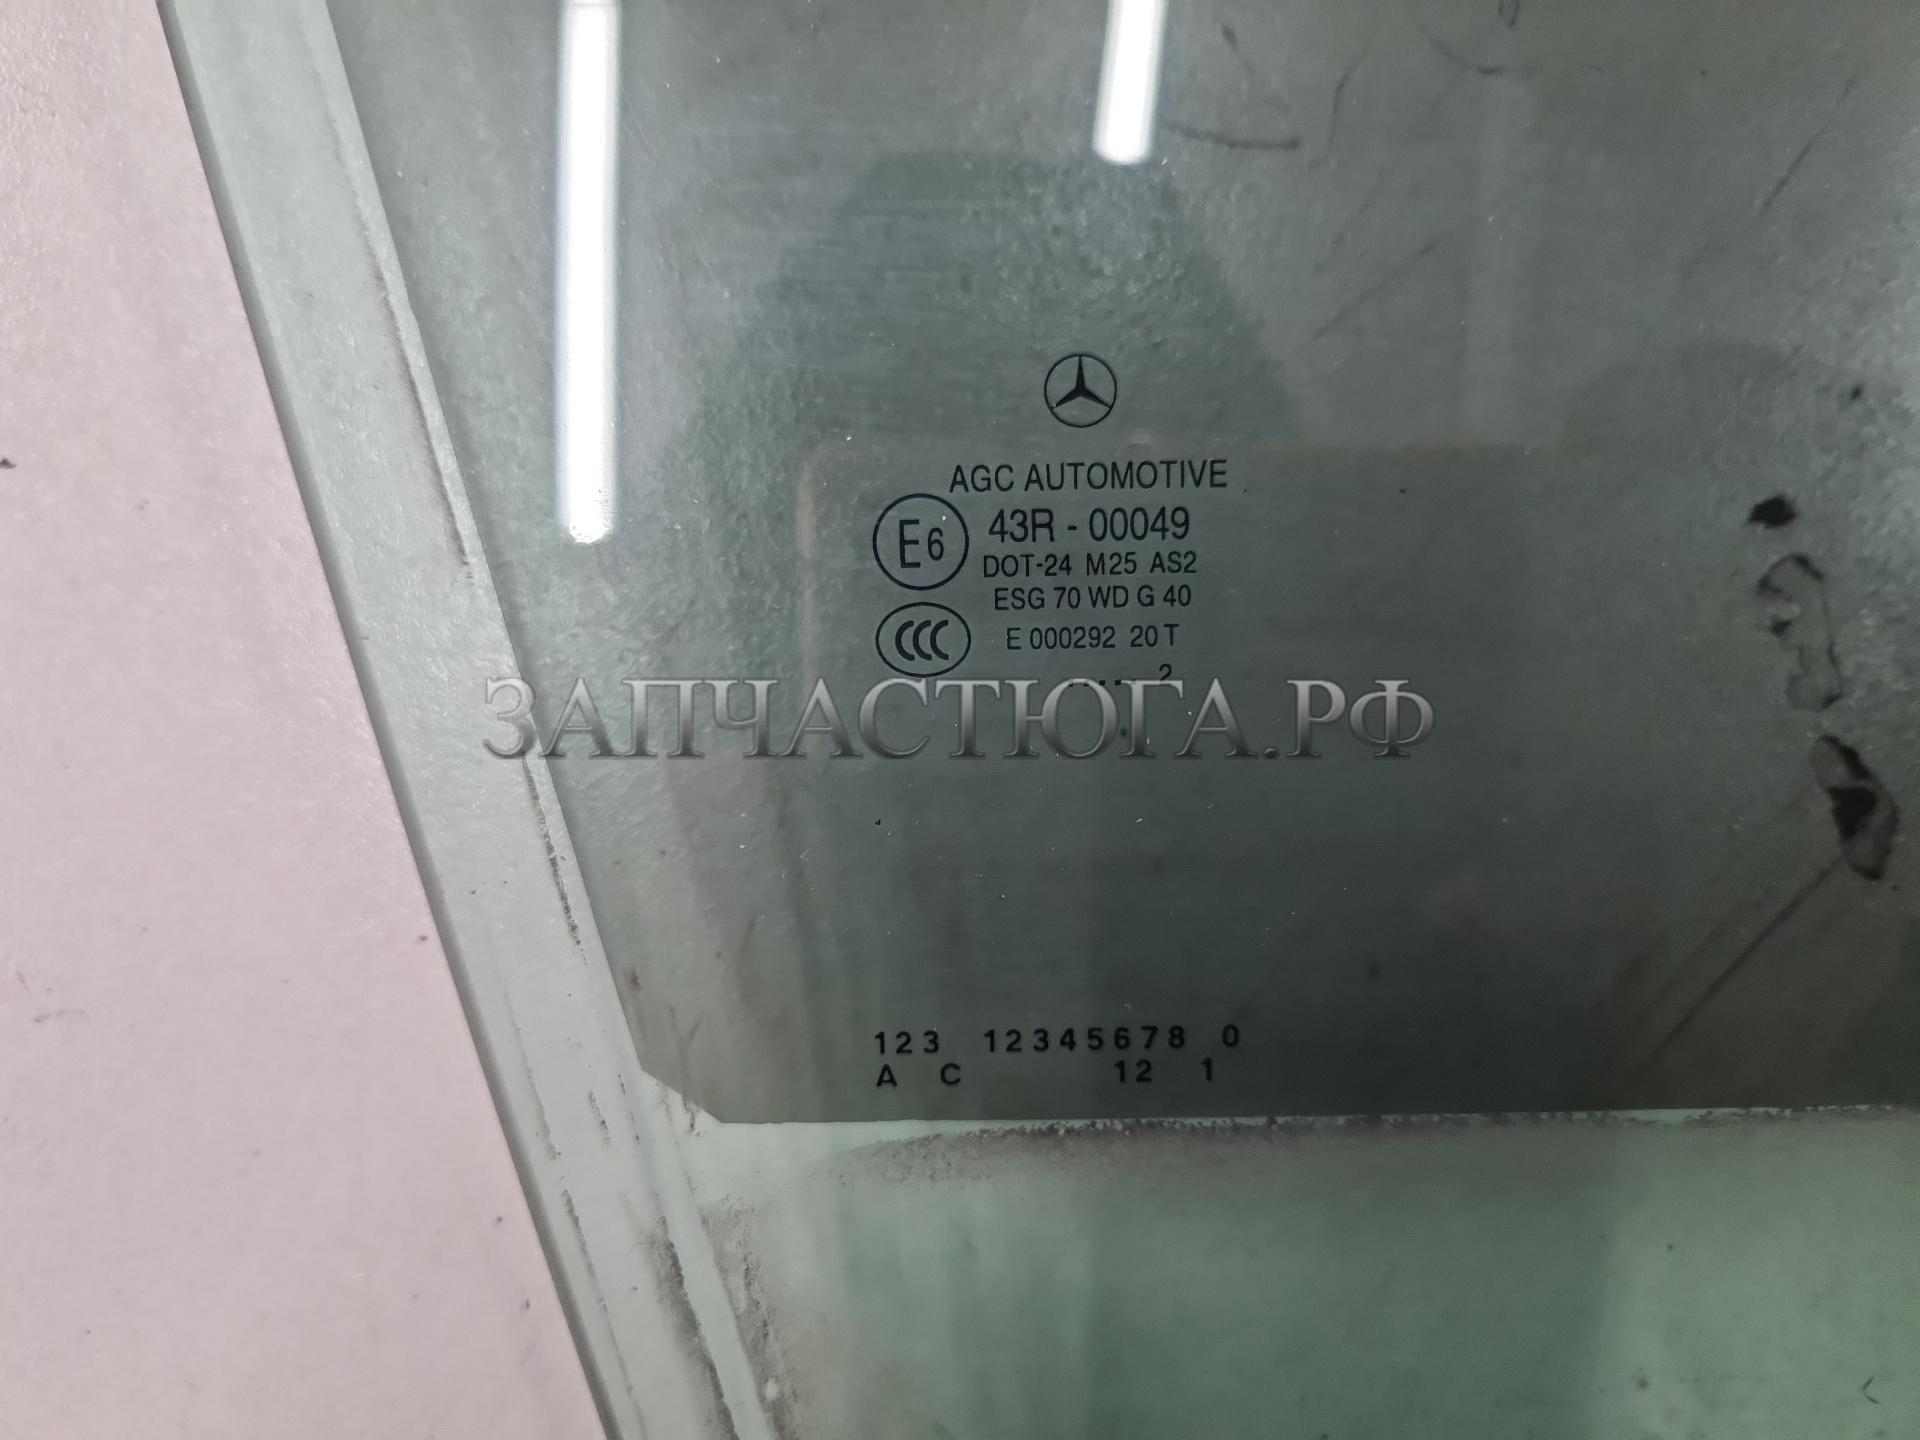 AGC AUTOMOTIVE
E6 43R - 00049
DOT-24 M25 AS2
ESG 70 WD G 40
CCC E 000292 20 T
..... 2
ЗАПЧАСТЮГА.РФ
123 12345678 0
A C 12 1